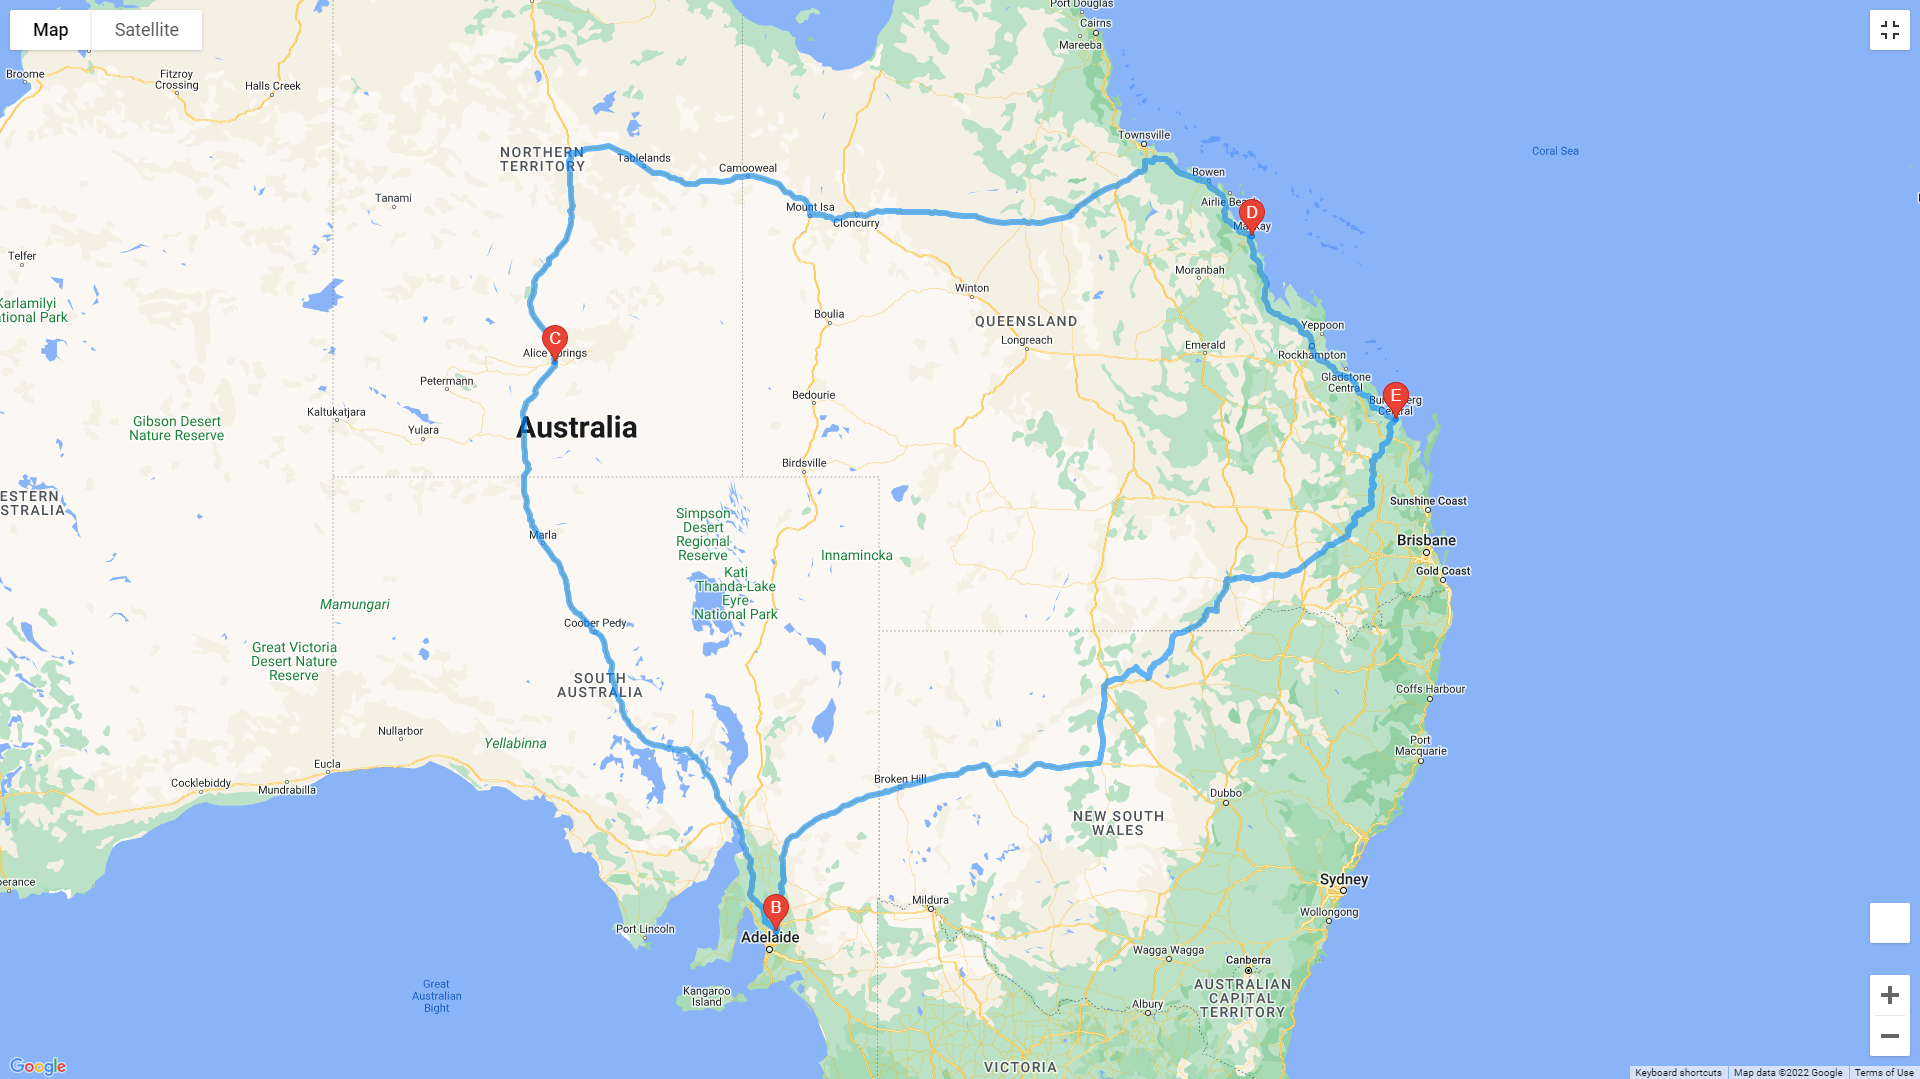 Map
Satellite
Port Douglas
Cairns
Mareeba
Broome
Fitzroy
Crossing
Halls Creek
Townsville
NORTHERN
TERRITORY
Tablelands
Camooweal
Bowen
Coral Sea
Tanami
Mount Isa
Cloncurry
Airlie Beach
D
Mackay
Telfer
Moranbah
Winton
Karlamilyi
ational Park
Boulia
QUEENSLAND
Yeppoon
Longreach
Emerald
Rockhampton
C
Alice Springs
Petermann
Gladstone
Central
Bedourie
E
Bundaberg
Central
Kaltukatjara
Gibson Desert
Nature Reserve
Yulara
Australia
Birdsville
ESTERN
STRALIA
Sunshine Coast
Simpson
Desert
Regional
Reserve
Marla
Innamincka
Brisbane
Gold Coast
Kati
Thanda-Lake
Eyre
National Park
Mamungari
Coober Pedy
Great Victoria
Desert Nature
Reserve
SOUTH
AUSTRALIA
Coffs Harbour
Nullarbor
Yellabinna
Port
Macquarie
Eucla
Cocklebiddy
Mundrabilla
Broken Hill
Dubbo
NEW SOUTH
WALES
perance
Sydney
Mildura
B
Wollongong
Port Lincoln
Adelaide
Wagga Wagga
Canberra
Great
Australian
Bight
Kangaroo
Island
AUSTRALIAN
CAPITAL
TERRITORY
Albury
VICTORIA
Google
Keyboard shortcuts
Map data ©2022 Google
Terms of Use